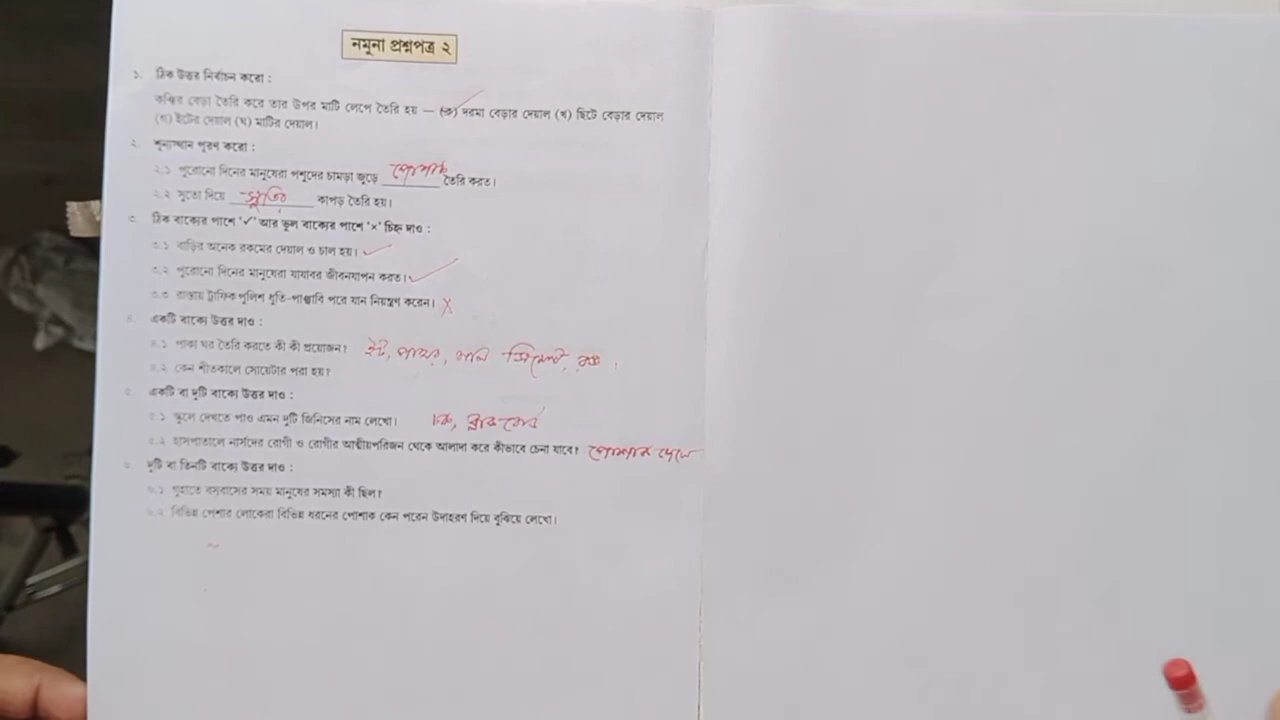 নমুনা প্রশ্নপত্র ২
১. ঠিক উত্তর নির্বাচন করো :
কঞ্চির বেড়া তৈরি করে তার উপর মাটি লেপে তৈরি হয় — (ক) দরমা বেড়ার দেয়াল (খ) ছিটে বেড়ার দেয়াল
(গ) ইটের দেয়াল (ঘ) মাটির দেয়াল।
২. শূন্যস্থান পূরণ করো :
২.১ পুরোনো দিনের মানুষেরা পশুদের চামড়া জুড়ে পোশাক তৈরি করত।
২.২ সুতো দিয়ে সুতির কাপড় তৈরি হয়।
৩. ঠিক বাক্যের পাশে '✓' আর ভুল বাক্যের পাশে '×' চিহ্ন দাও :
৩.১ বাড়ির অনেক রকমের দেয়াল ও চাল হয়। ✓
৩.২ পুরোনো দিনের মানুষেরা যাযাবর জীবনযাপন করত। ✓
৩.৩ রাস্তায় ট্রাফিক পুলিশ ধুতি-পাঞ্জাবি পরে যান নিয়ন্ত্রণ করেন। ×
৪. একটি বাক্যে উত্তর দাও :
৪.১ পাকা ঘর তৈরি করতে কী কী প্রয়োজন? ইট, পাথর, বালি সিমেন্ট, রড ।
৪.২ কেন শীতকালে সোয়েটার পরা হয়?
৫. একটি বা দুটি বাক্যে উত্তর দাও :
৫.১ স্কুলে দেখতে পাও এমন দুটি জিনিসের নাম লেখো। চক, ব্ল্যাক বোর্ড
৫.২ হাসপাতালে নার্সদের রোগী ও রোগীর আত্মীয়পরিজন থেকে আলাদা করে কীভাবে চেনা যাবে? পোশাক দেখে
৬. দুটি বা তিনটি বাক্যে উত্তর দাও :
৬.১ গুহাতে বসবাসের সময় মানুষের সমস্যা কী ছিল?
৬.২ বিভিন্ন পেশার লোকেরা বিভিন্ন ধরনের পোশাক কেন পরেন উদাহরণ দিয়ে বুঝিয়ে লেখো।